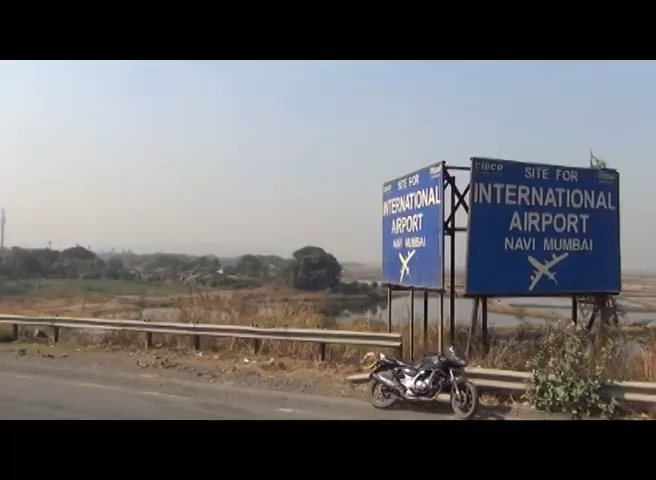 SITE FOR
INTERNATIONAL
AIRPORT
NAVI MUMBAI
CIDCO
SITE FOR
INTERNATIONAL
AIRPORT
NAVI MUMBAI